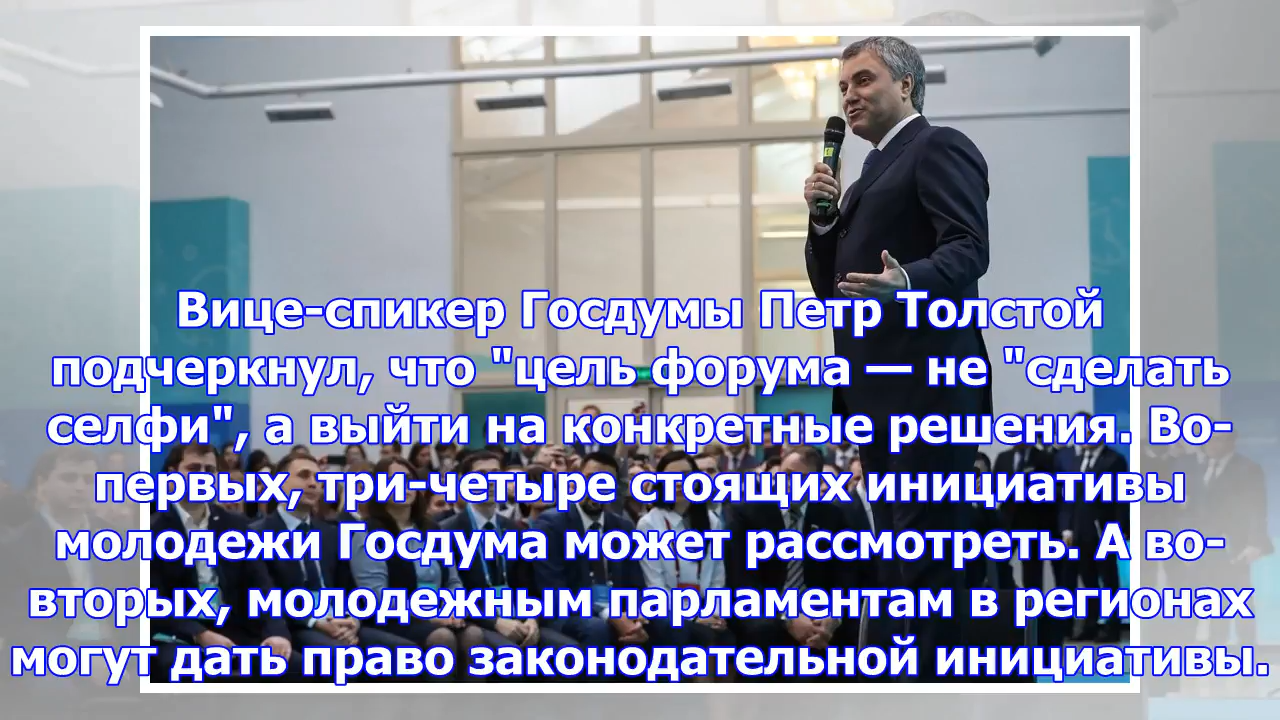 Вице-спикер Госдумы Петр Толстой
подчеркнул, что "цель форума — не "сделать
селфи", а выйти на конкретные решения. Во-
первых, три-четыре стоящих инициативы
молодежи Госдума может рассмотреть. А во-
вторых, молодежным парламентам в регионах
могут дать право законодательной инициативы.